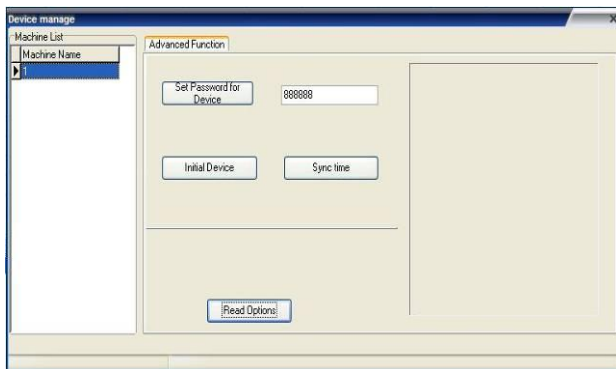 Device manage
Machine List
Machine Name
1
Advanced Function
Set Password for
Device
888888
Initial Device
Sync time
Read Options